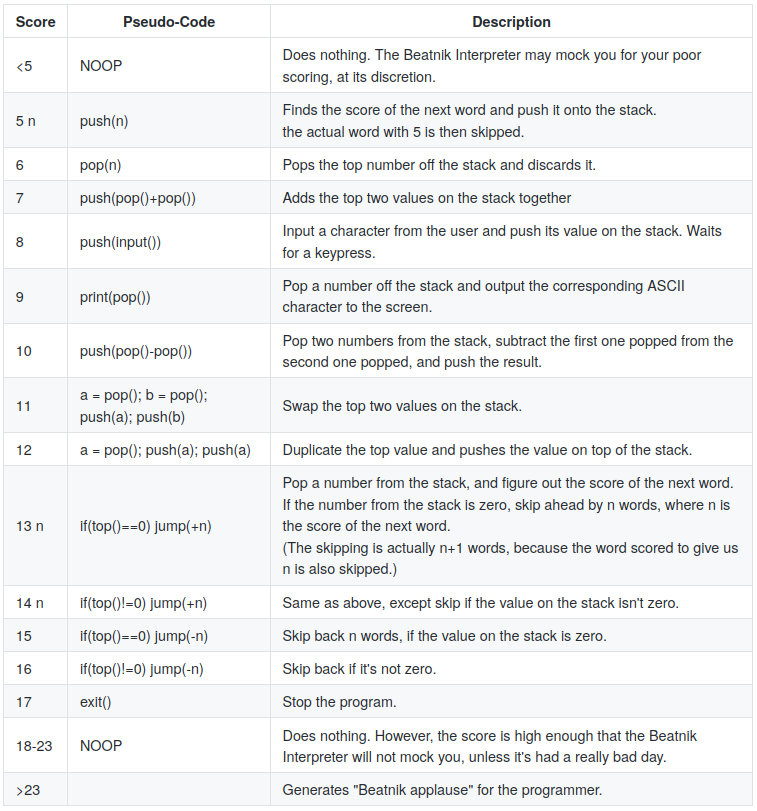 Score Pseudo-Code Description
<5 NOOP Does nothing. The Beatnik Interpreter may mock you for your poor
scoring, at its discretion.
5 n push(n) Finds the score of the next word and push it onto the stack.
the actual word with 5 is then skipped.
6 pop(n) Pops the top number off the stack and discards it.
7 push(pop()+pop()) Adds the top two values on the stack together
8 push(input()) Input a character from the user and push its value on the stack. Waits
for a keypress.
9 print(pop()) Pop a number off the stack and output the corresponding ASCII
character to the screen.
10 push(pop()-pop()) Pop two numbers from the stack, subtract the first one popped from the
second one popped, and push the result.
11 a = pop(); b = pop();
push(a); push(b) Swap the top two values on the stack.
12 a = pop(); push(a); push(a) Duplicate the top value and pushes the value on top of the stack.
13 n if(top()==0) jump(+n) Pop a number from the stack, and figure out the score of the next word.
If the number from the stack is zero, skip ahead by n words, where n is
the score of the next word.
(The skipping is actually n+1 words, because the word scored to give us
n is also skipped.)
14 n if(top()!=0) jump(+n) Same as above, except skip if the value on the stack isn't zero.
15 if(top()==0) jump(-n) Skip back n words, if the value on the stack is zero.
16 if(top()!=0) jump(-n) Skip back if it's not zero.
17 exit() Stop the program.
18-23 NOOP Does nothing. However, the score is high enough that the Beatnik
Interpreter will not mock you, unless it's had a really bad day.
>23 Generates "Beatnik applause" for the programmer.